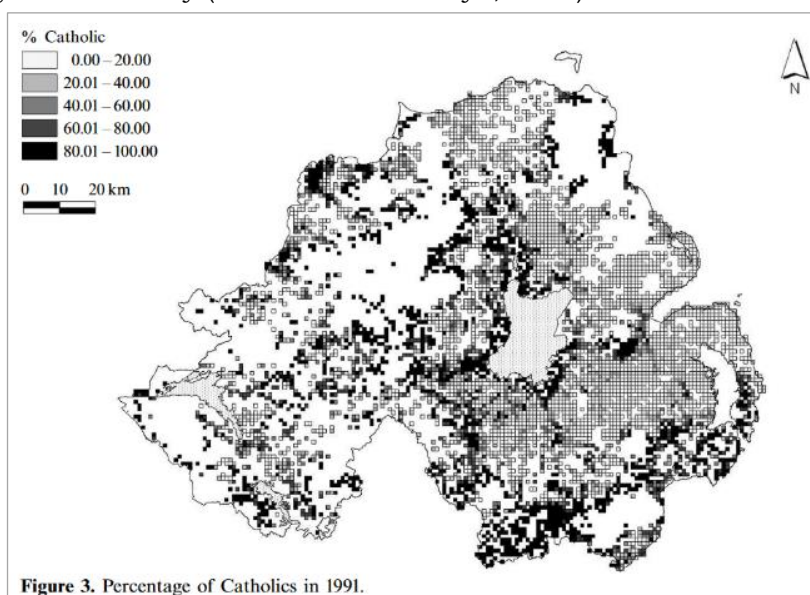 % Catholic
0.00 – 20.00
20.01 – 40.00
40.01 – 60.00
60.01 – 80.00
80.01 – 100.00
0 10 20 km
N
Figure 3. Percentage of Catholics in 1991.